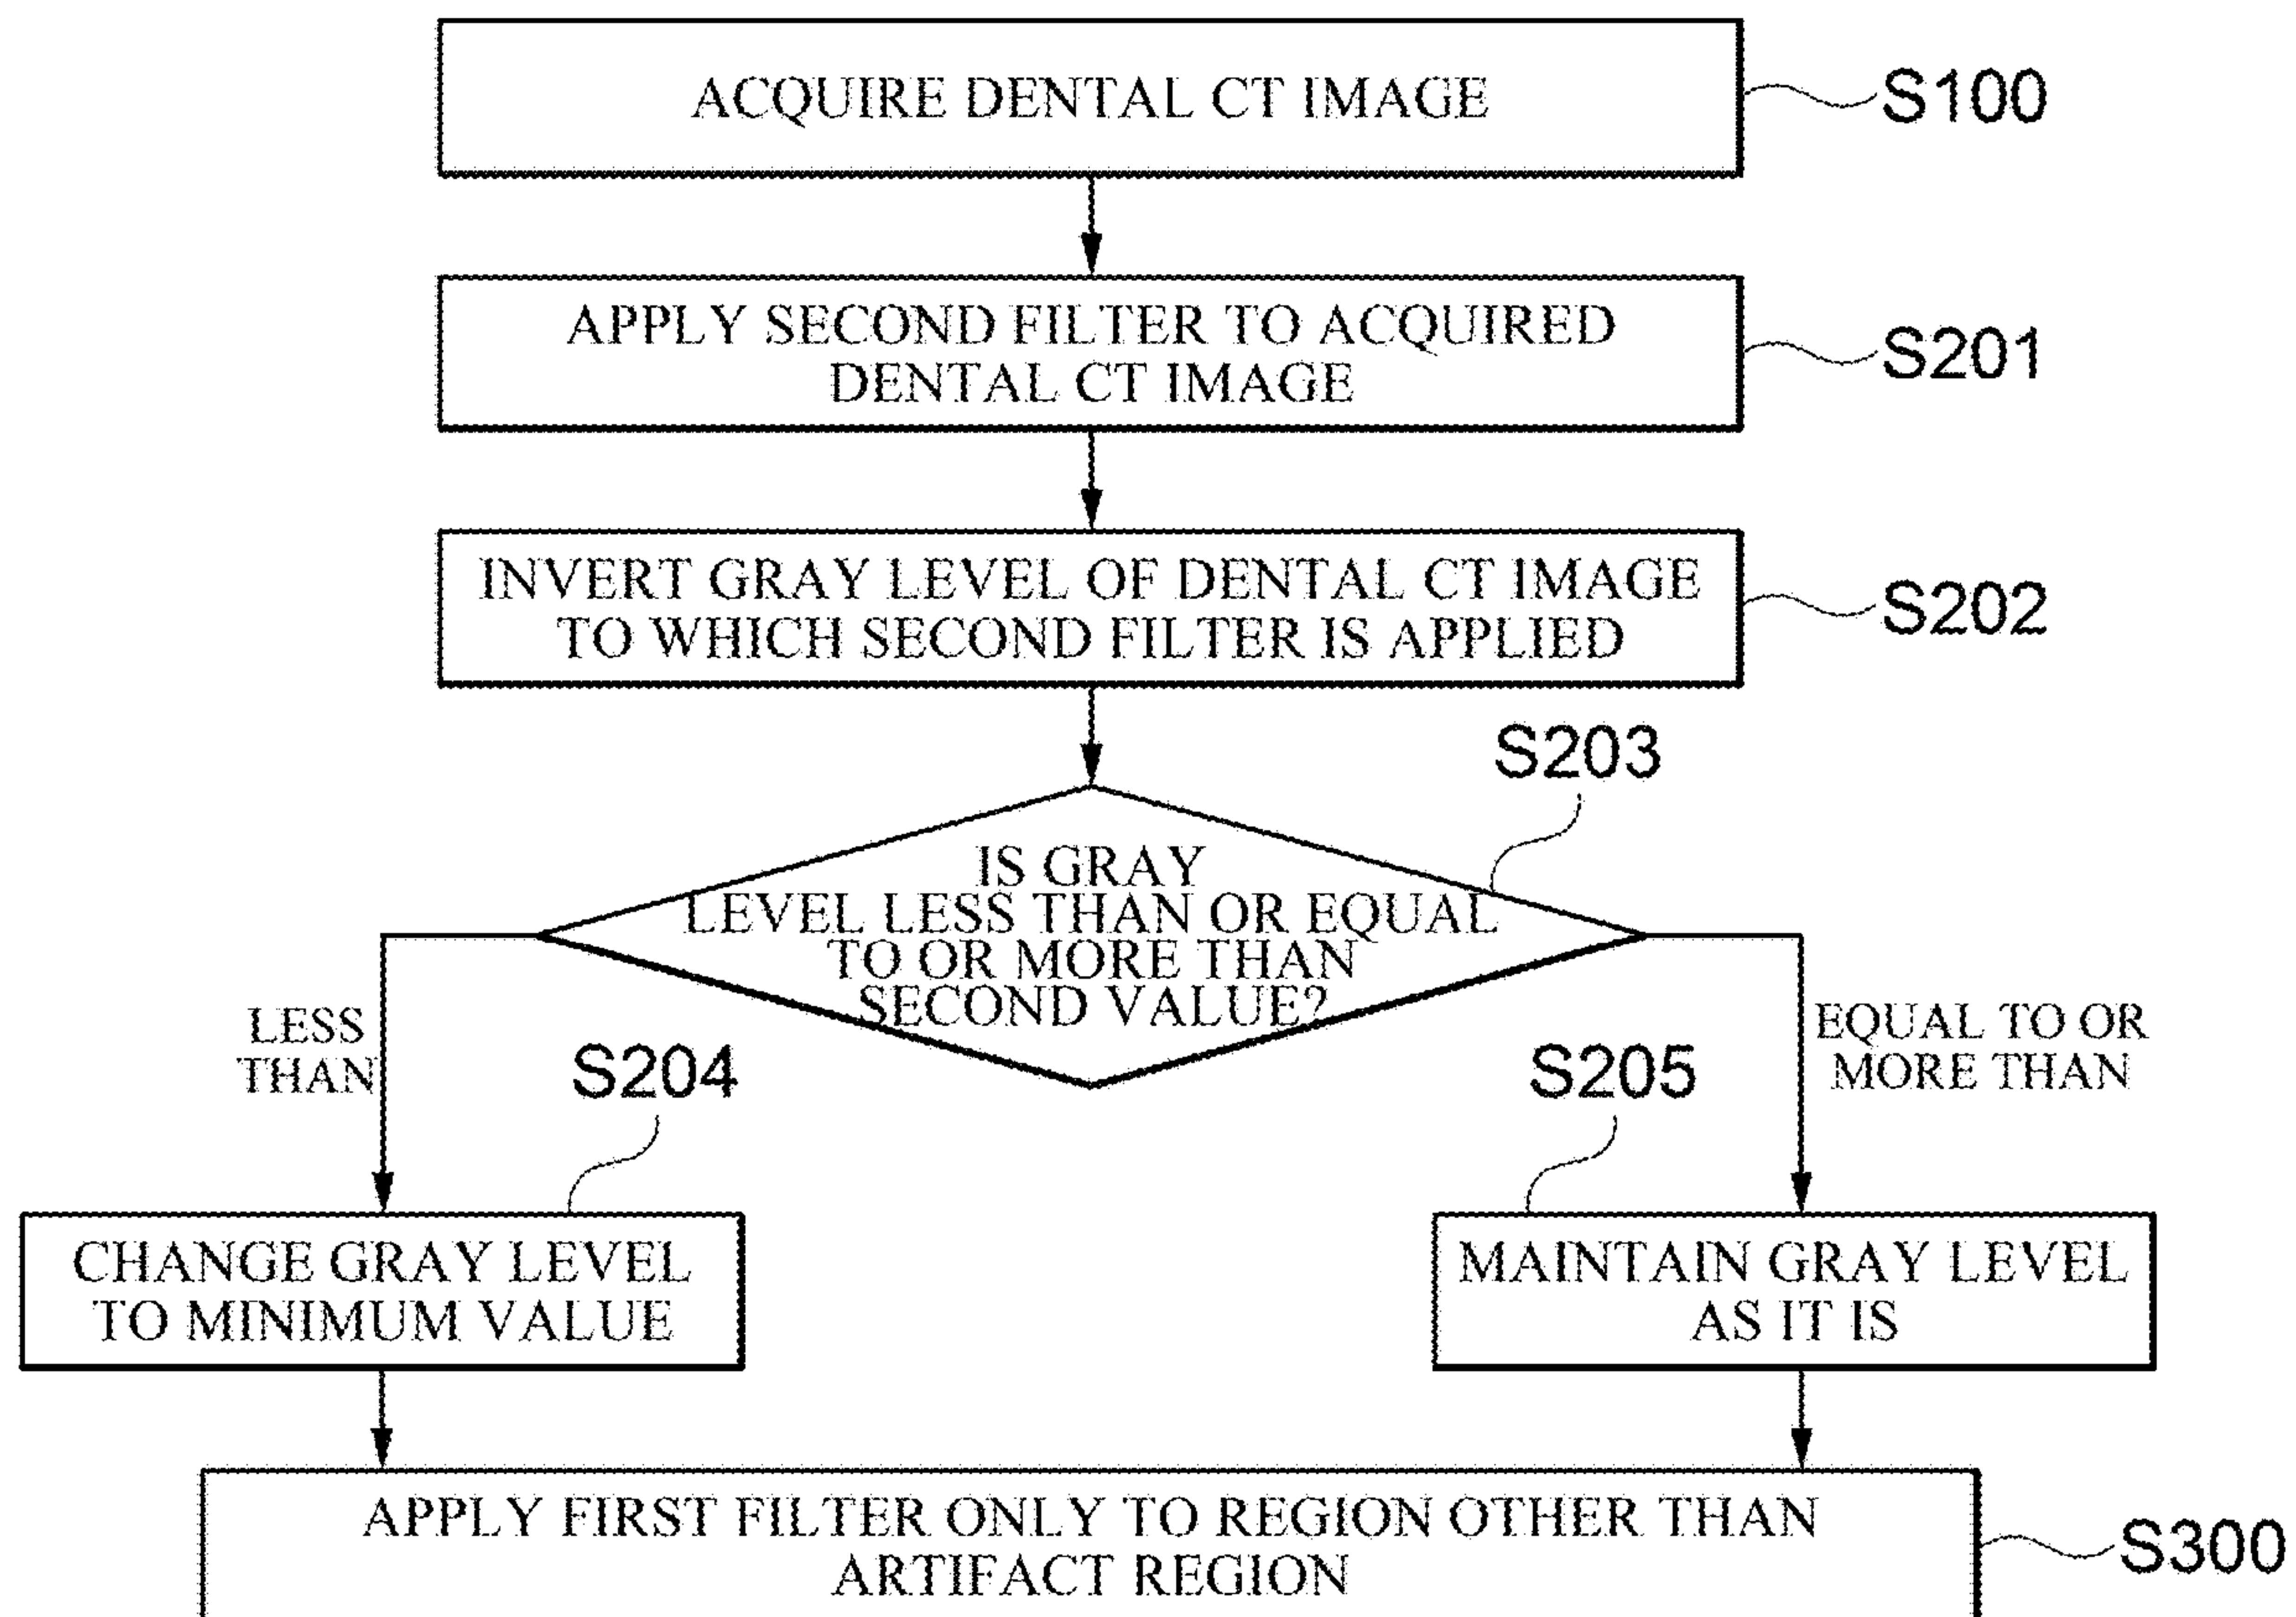 ACQUIRE DENTAL CT IMAGE
S100
APPLY SECOND FILTER TO ACQUIRED
DENTAL CT IMAGE
S201
INVERT GRAY LEVEL OF DENTAL CT IMAGE
TO WHICH SECOND FILTER IS APPLIED
S202
S203
IS GRAY
LEVEL LESS THAN OR EQUAL
TO OR MORE THAN
SECOND VALUE?
LESS
THAN
EQUAL TO OR
MORE THAN
S204
S205
CHANGE GRAY LEVEL
TO MINIMUM VALUE
MAINTAIN GRAY LEVEL
AS IT IS
APPLY FIRST FILTER ONLY TO REGION OTHER THAN
ARTIFACT REGION
S300